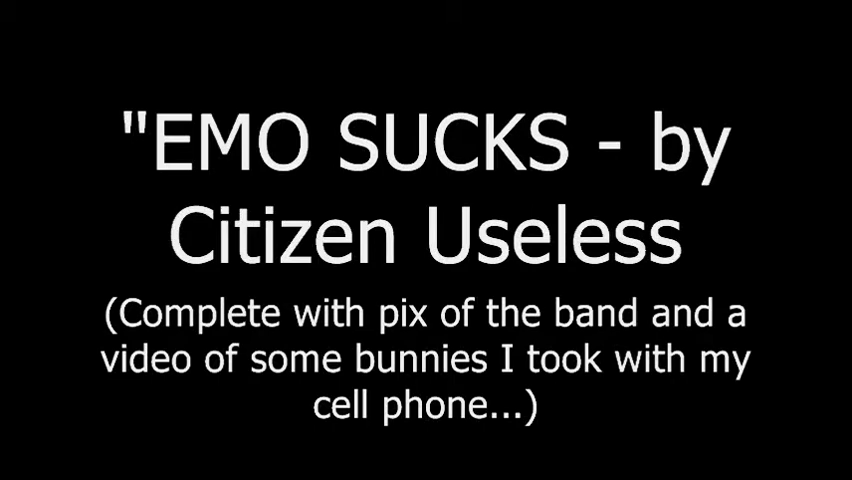 "EMO SUCKS - by
Citizen Useless
(Complete with pix of the band and a
video of some bunnies I took with my
cell phone...)